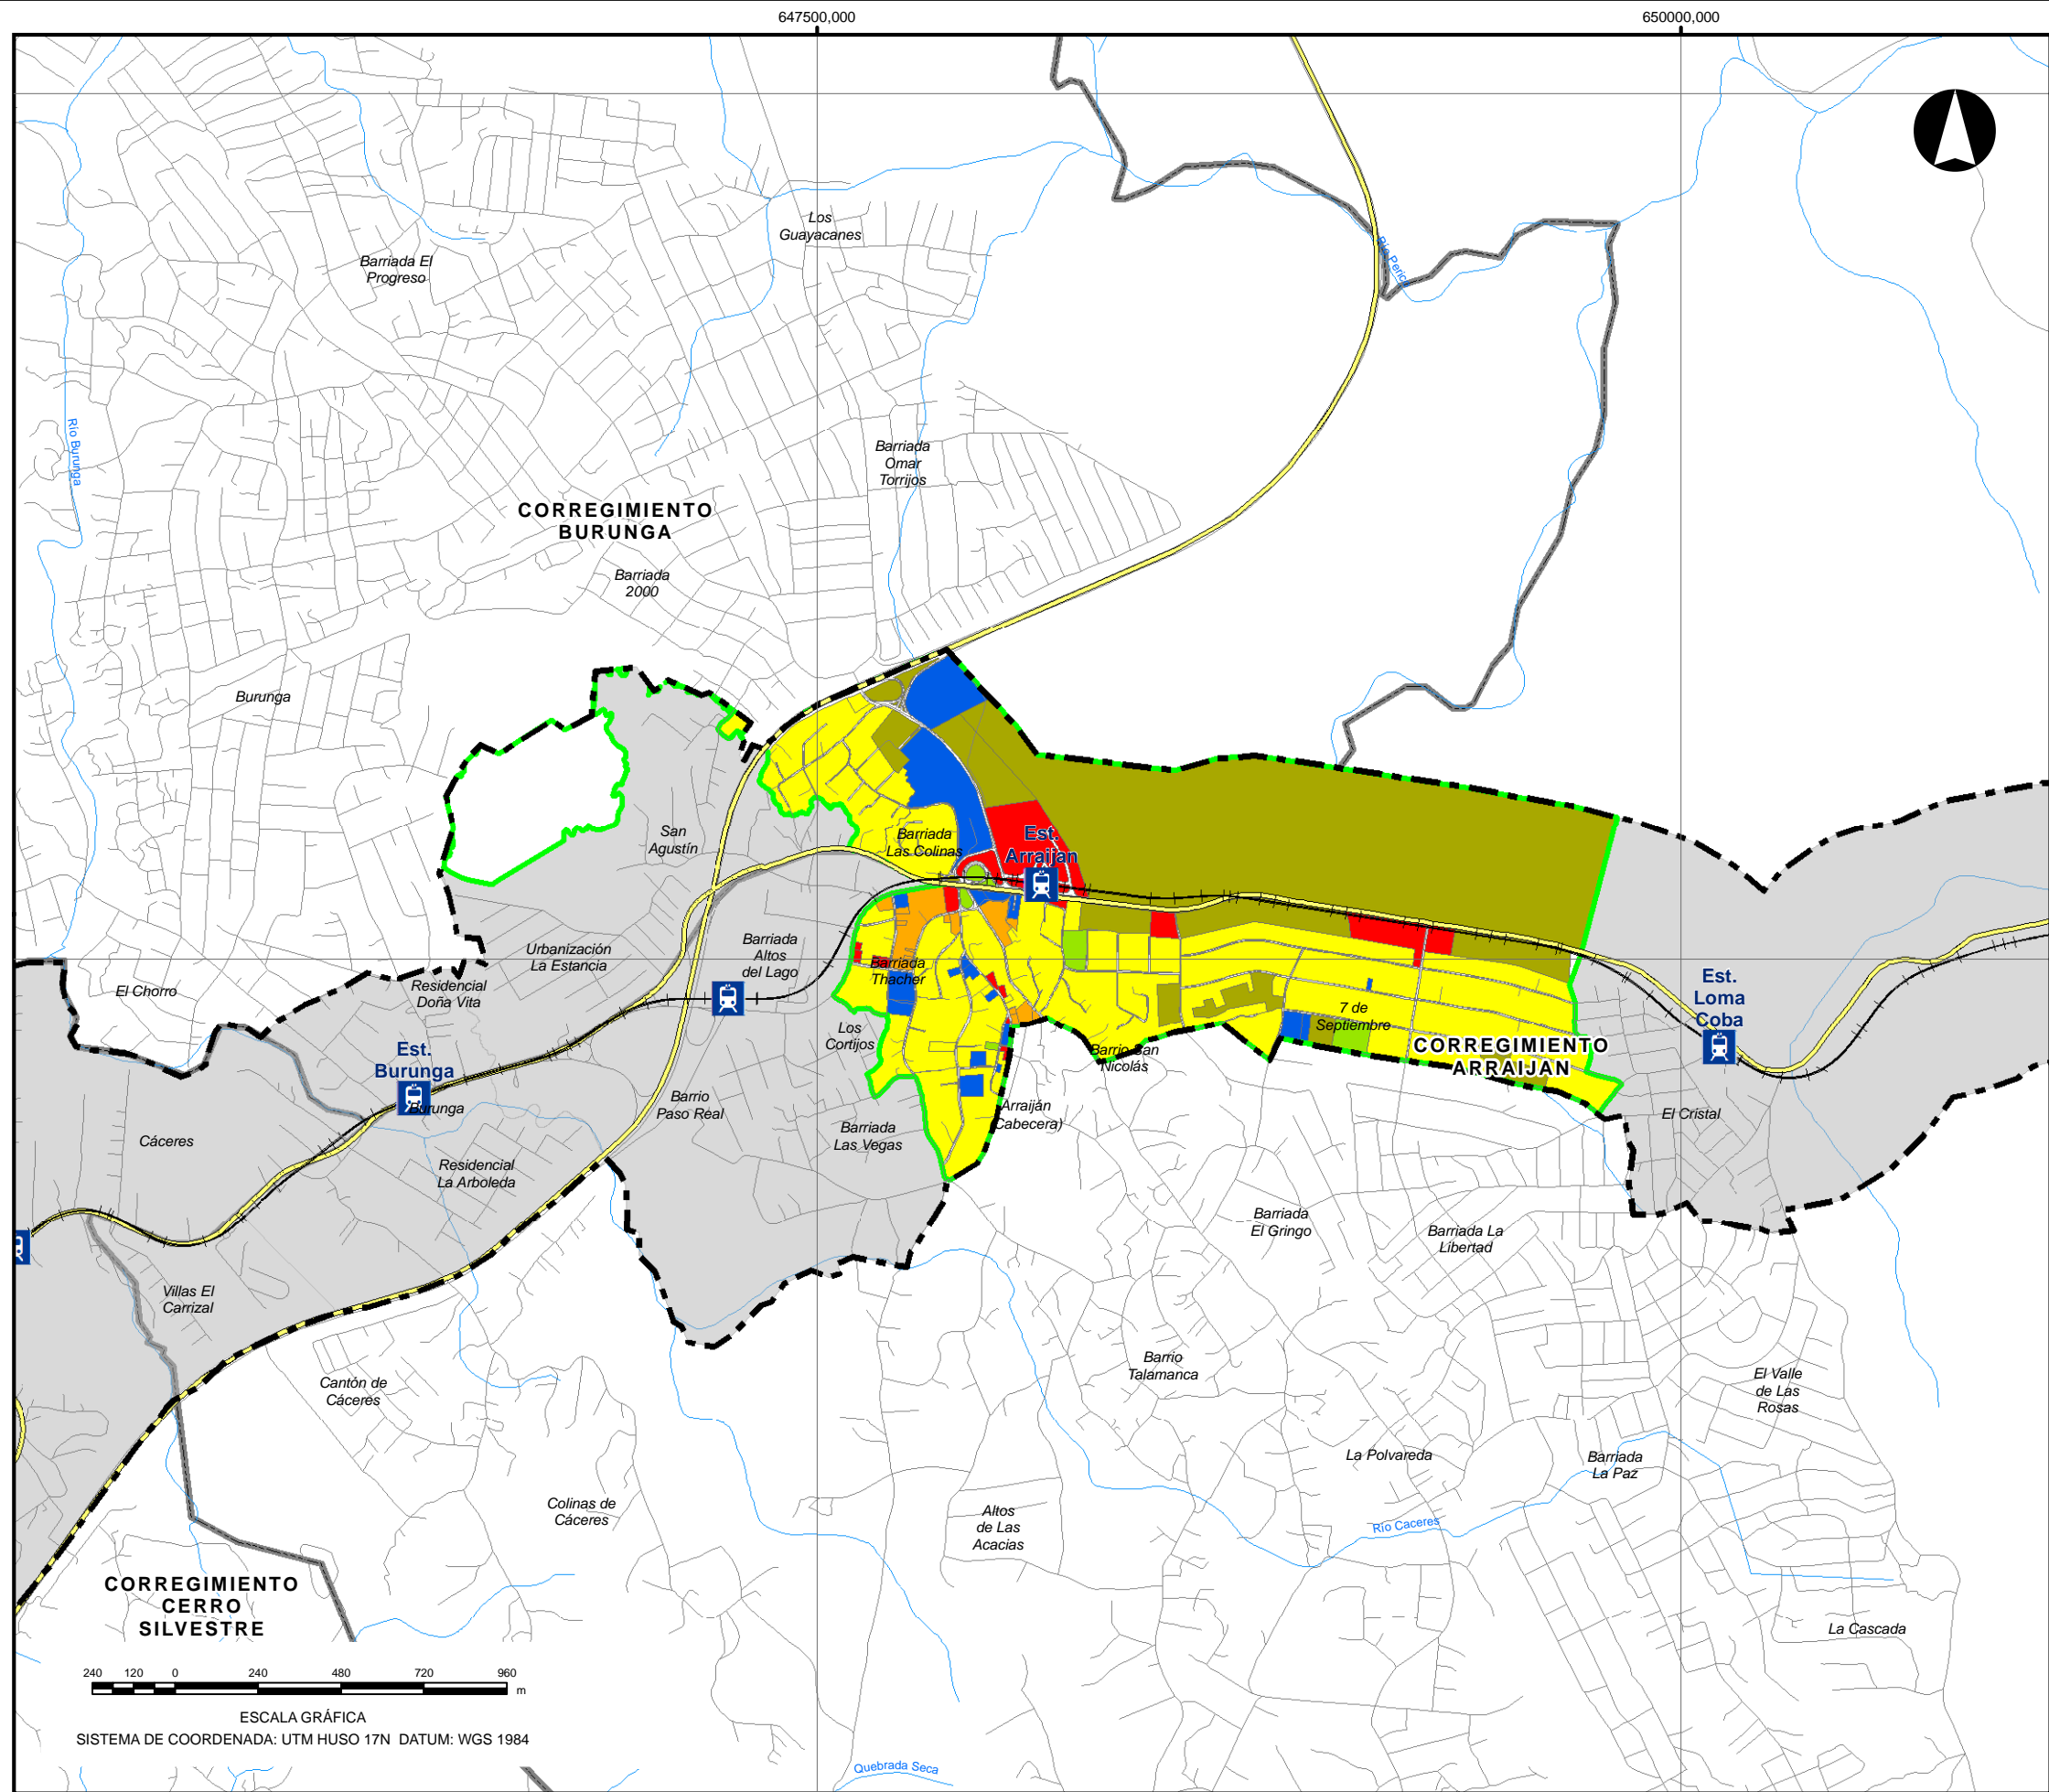 647500,000
650000,000
Los
Guayacanes
Barriada El
Progreso
Río Perico
Río Burunga
Barriada
Omar
Torrijos
CORREGIMIENTO
BURUNGA
Barriada
2000
Burunga
San
Agustín
Barriada
Las Colinas
Est.
Arraijan
Urbanización
La Estancia
Barriada
Altos
del Lago
Barriada
Thacher
El Chorro
Residencial
Doña Vita
Est.
Loma
Coba
7 de
Septiembre
Los
Cortijos
CORREGIMIENTO
ARRAIJAN
Barrio San
Nicolás
Est.
Burunga
Burunga
Barrio
Paso Real
Arraiján
(Cabecera)
El Cristal
Cáceres
Barriada
Las Vegas
Residencial
La Arboleda
Barriada
El Gringo
Barriada La
Libertad
Villas El
Carrizal
Barrio
Talamanca
Cantón de
Cáceres
El Valle
de Las
Rosas
La Polvareda
Barriada
La Paz
Colinas de
Cáceres
Altos
de Las
Acacias
Río Caceres
CORREGIMIENTO
CERRO
SILVESTRE
La Cascada
240 120 0 240 480 720 960
m
ESCALA GRÁFICA
SISTEMA DE COORDENADA: UTM HUSO 17N DATUM: WGS 1984
Quebrada Seca